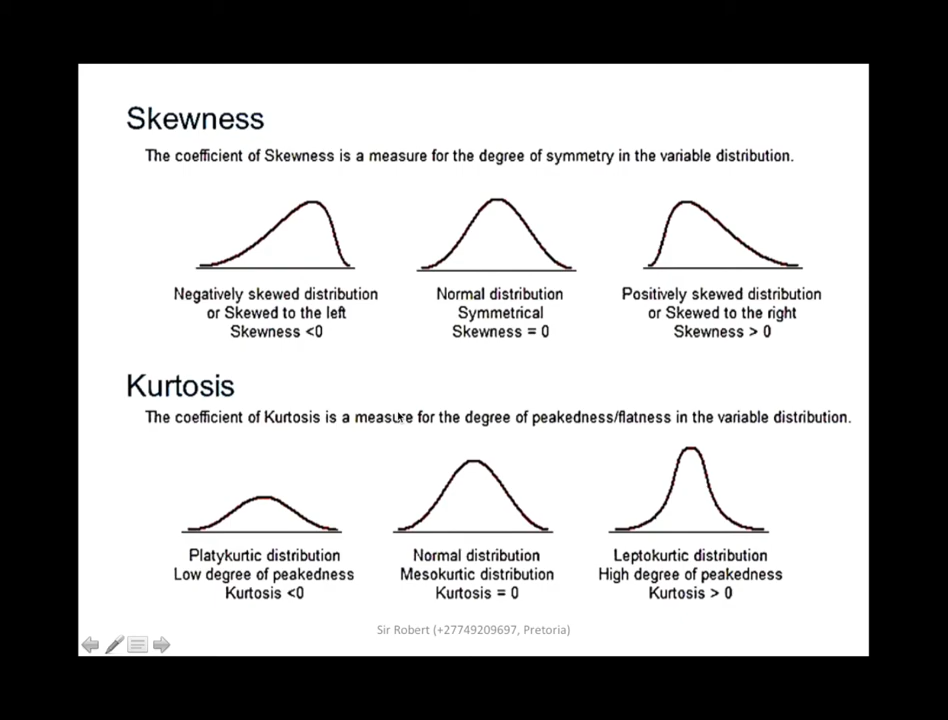 Skewness
The coefficient of Skewness is a measure for the degree of symmetry in the variable distribution.
Negatively skewed distribution
or Skewed to the left
Skewness <0
Normal distribution
Symmetrical
Skewness = 0
Positively skewed distribution
or Skewed to the right
Skewness > 0
Kurtosis
The coefficient of Kurtosis is a measure for the degree of peakedness/flatness in the variable distribution.
Platykurtic distribution
Low degree of peakedness
Kurtosis <0
Normal distribution
Mesokurtic distribution
Kurtosis = 0
Leptokurtic distribution
High degree of peakedness
Kurtosis > 0
Sir Robert (+27749209697, Pretoria)